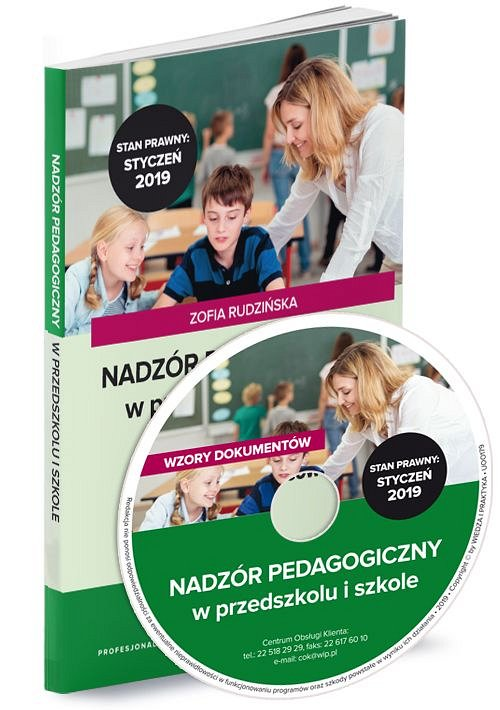 NADZÓR PEDAGOGICZNY W PRZEDSZKOLU I SZKOLE
STAN PRAWNY:
STYCZEŃ
2019
ZOFIA RUDZIŃSKA
NADZÓR
WZORY DOKUMENTÓW
STAN PRAWNY:
STYCZEŃ
2019
NADZÓR PEDAGOGICZNY
w przedszkolu i szkole
Centrum Obsługi Klienta:
tel.: 22 518 29 29, faks: 22 617 60 10
e-mail: cok@wip.pl
Redakcja nie ponosi odpowiedzialności za ewentualne nieprawidłowości w funkcjonowaniu programów oraz szkody powstałe w wyniku ich działania • 2019 • Copyright © by WIEDZA I PRAKTYKA • UOO179